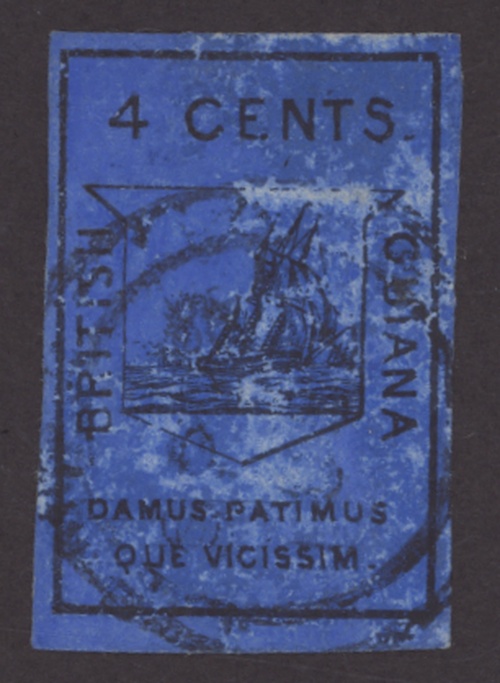 4 CENTS.
BRITISH
GUIANA
DAMUS PATIMUS
QUE VICISSIM.